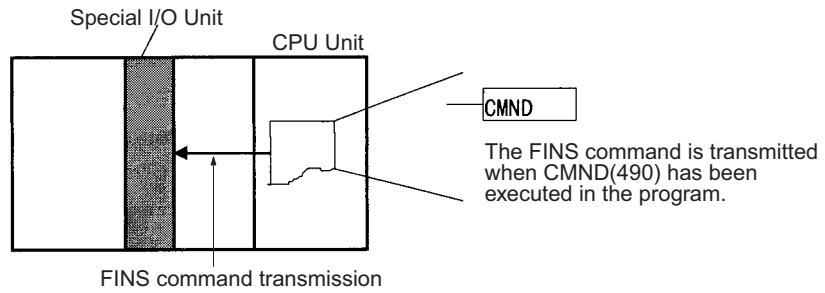 Special I/O Unit
CPU Unit
CMND
The FINS command is transmitted
when CMND(490) has been
executed in the program.
FINS command transmission